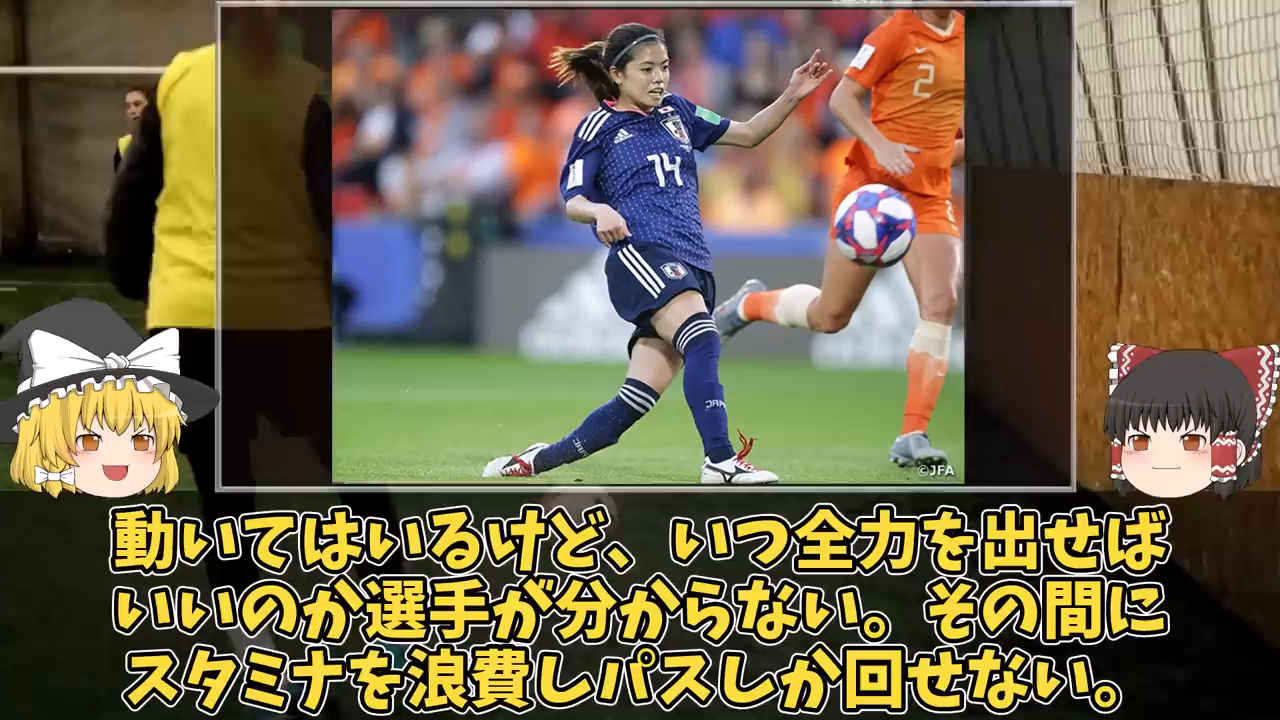 2
14
JAPAN
©JFA
動いてはいるけど、いつ全力を出せば
いいのか選手が分からない。その間に
スタミナを浪費しパスしか回せない。